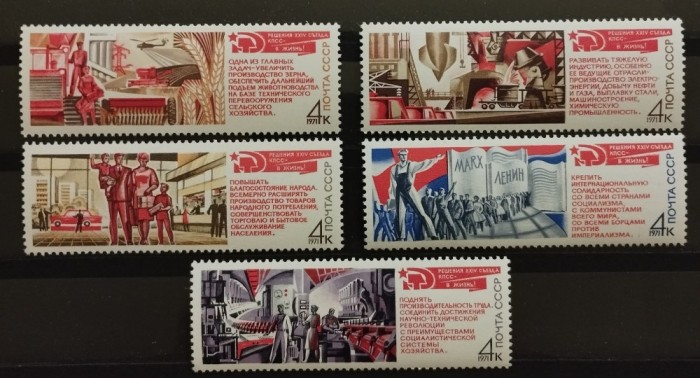 РЕШЕНИЯ XXIV СЪЕЗДА
КПСС –
В ЖИЗНЬ!
ОДНА ИЗ ГЛАВНЫХ
ЗАДАЧ–УВЕЛИЧИТЬ
ПРОИЗВОДСТВО ЗЕРНА,
ОБЕСПЕЧИТЬ ДАЛЬНЕЙШИЙ
ПОДЪЕМ ЖИВОТНОВОДСТВА
НА БАЗЕ ТЕХНИЧЕСКОГО
ПЕРЕВООРУЖЕНИЯ
СЕЛЬСКОГО
ХОЗЯЙСТВА.
ПОЧТА СССР
1971 4К
РЕШЕНИЯ XXIV СЪЕЗДА
КПСС –
В ЖИЗНЬ!
РАЗВИВАТЬ ТЯЖЕЛУЮ
ИНДУСТРИЮ, ОСОБЕННО
ЕЕ ВЕДУЩИЕ ОТРАСЛИ–
ПРОИЗВОДСТВО ЭЛЕКТРО-
ЭНЕРГИИ, ДОБЫЧУ НЕФТИ
И ГАЗА, ВЫПЛАВКУ СТАЛИ,
МАШИНОСТРОЕНИЕ,
ХИМИЧЕСКУЮ
ПРОМЫШЛЕННОСТЬ..
ПОЧТА СССР
1971 4К
РЕШЕНИЯ XXIV СЪЕЗДА
КПСС –
В ЖИЗНЬ!
ПОВЫШАТЬ
БЛАГОСОСТОЯНИЕ НАРОДА,
ВСЕМЕРНО РАСШИРЯТЬ
ПРОИЗВОДСТВО ТОВАРОВ
НАРОДНОГО ПОТРЕБЛЕНИЯ,
СОВЕРШЕНСТВОВАТЬ
ТОРГОВЛЮ И БЫТОВОЕ
ОБСЛУЖИВАНИЕ
НАСЕЛЕНИЯ.
ПОЧТА СССР
1971 4К
МАRХ
ЛЕНИН
РЕШЕНИЯ XXIV СЪЕЗДА
КПСС –
В ЖИЗНЬ!
КРЕПИТЬ
ИНТЕРНАЦИОНАЛЬНУЮ
СОЛИДАРНОСТЬ
СО ВСЕМИ СТРАНАМИ
СОЦИАЛИЗМА,
С КОММУНИСТАМИ
ВСЕГО МИРА,
СО ВСЕМИ БОРЦАМИ
ПРОТИВ
ИМПЕРИАЛИЗМА.
ПОЧТА СССР
1971 4К
РЕШЕНИЯ XXIV СЪЕЗДА
КПСС –
В ЖИЗНЬ!
ПОДНЯТЬ
ПРОИЗВОДИТЕЛЬНОСТЬ ТРУДА,
СОЕДИНИТЬ ДОСТИЖЕНИЯ
НАУЧНО-ТЕХНИЧЕСКОЙ
РЕВОЛЮЦИИ
С ПРЕИМУЩЕСТВАМИ
СОЦИАЛИСТИЧЕСКОЙ
СИСТЕМЫ
ХОЗЯЙСТВА.
ПОЧТА СССР
1971 4К